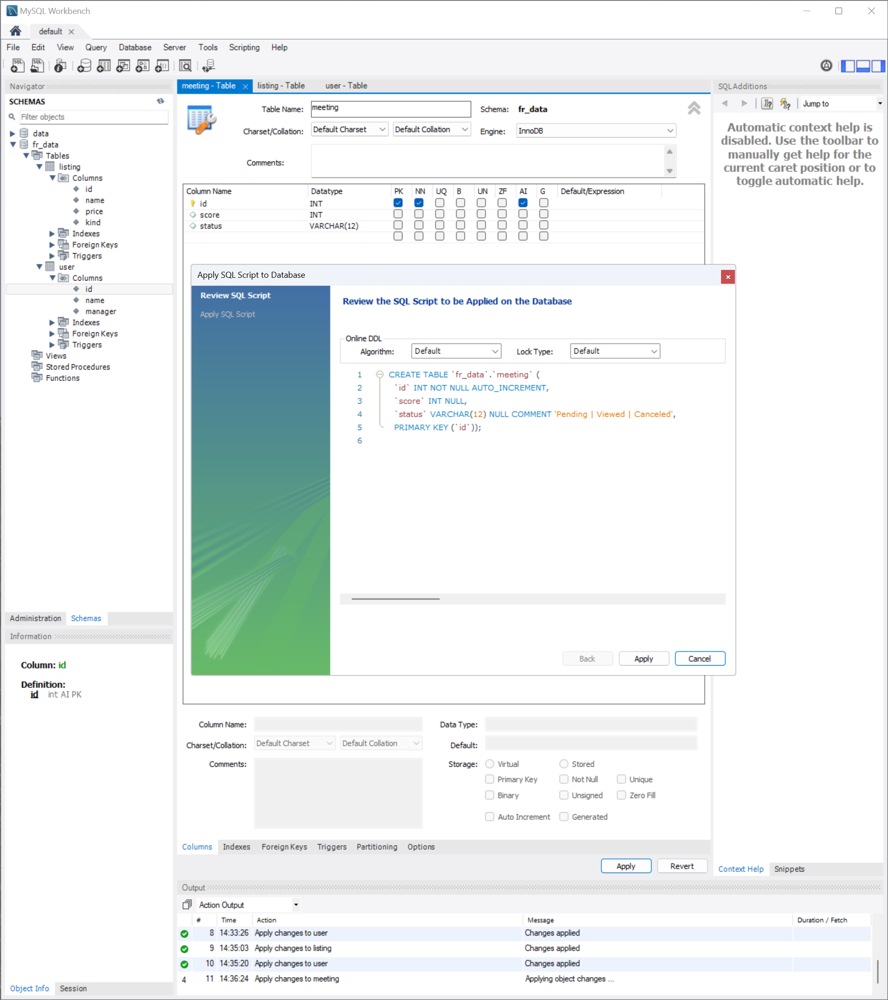 MySQL Workbench
default
File Edit View Query Database Server Tools Scripting Help
Navigator
SCHEMAS
Filter objects
data
fr_data
Tables
listing
Columns
id
name
price
kind
Indexes
Foreign Keys
Triggers
user
Columns
id
name
manager
Indexes
Foreign Keys
Triggers
Views
Stored Procedures
Functions
Administration Schemas
Information
Column: id
Definition:
id int AI PK
Object Info Session
meeting - Table listing - Table user - Table
Table Name: meeting Schema: fr_data
Charset/Collation: Default Charset Default Collation Engine: InnoDB
Comments:
Column Name Datatype PK NN UQ B UN ZF AI G Default/Expression
id INT
score INT
status VARCHAR(12)
Apply SQL Script to Database
Review SQL Script
Apply SQL Script
Review the SQL Script to be Applied on the Database
Online DDL
Algorithm: Default Lock Type: Default
1 CREATE TABLE `fr_data`.`meeting` (
2 `id` INT NOT NULL AUTO_INCREMENT,
3 `score` INT NULL,
4 `status` VARCHAR(12) NULL COMMENT 'Pending | Viewed | Canceled',
5 PRIMARY KEY (`id`));
6
Back Apply Cancel
Column Name: Data Type:
Charset/Collation: Default Charset Default Collation Default:
Comments: Storage: Virtual Stored
Primary Key Not Null Unique
Binary Unsigned Zero Fill
Auto Increment Generated
Columns Indexes Foreign Keys Triggers Partitioning Options
Apply Revert
SQL Additions
Jump to
Automatic context help is
disabled. Use the toolbar to
manually get help for the
current caret position or to
toggle automatic help.
Context Help Snippets
Output
Action Output
# Time Action Message Duration / Fetch
8 14:33:26 Apply changes to user Changes applied
9 14:35:03 Apply changes to listing Changes applied
10 14:35:20 Apply changes to user Changes applied
4 11 14:36:24 Apply changes to meeting Applying object changes ...